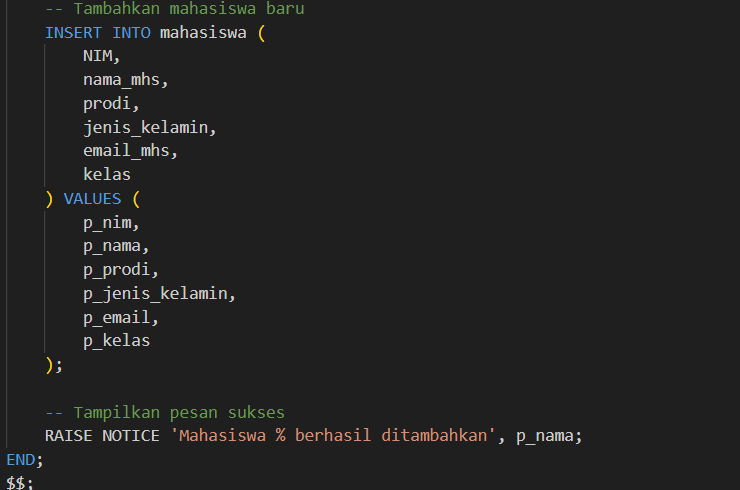 -- Tambahkan mahasiswa baru
INSERT INTO mahasiswa (
NIM,
nama_mhs,
prodi,
jenis_kelamin,
email_mhs,
kelas
) VALUES (
p_nim,
p_nama,
p_prodi,
p_jenis_kelamin,
p_email,
p_kelas
);
-- Tampilkan pesan sukses
RAISE NOTICE 'Mahasiswa % berhasil ditambahkan', p_nama;
END;
$$;